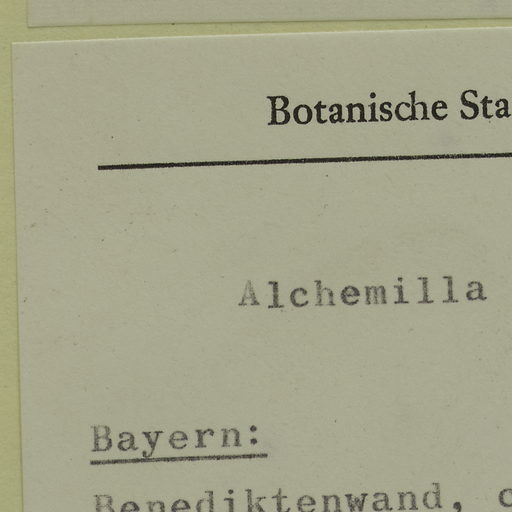 Botanische Sta
Alchemilla
Bayern:
Benediktenwand,